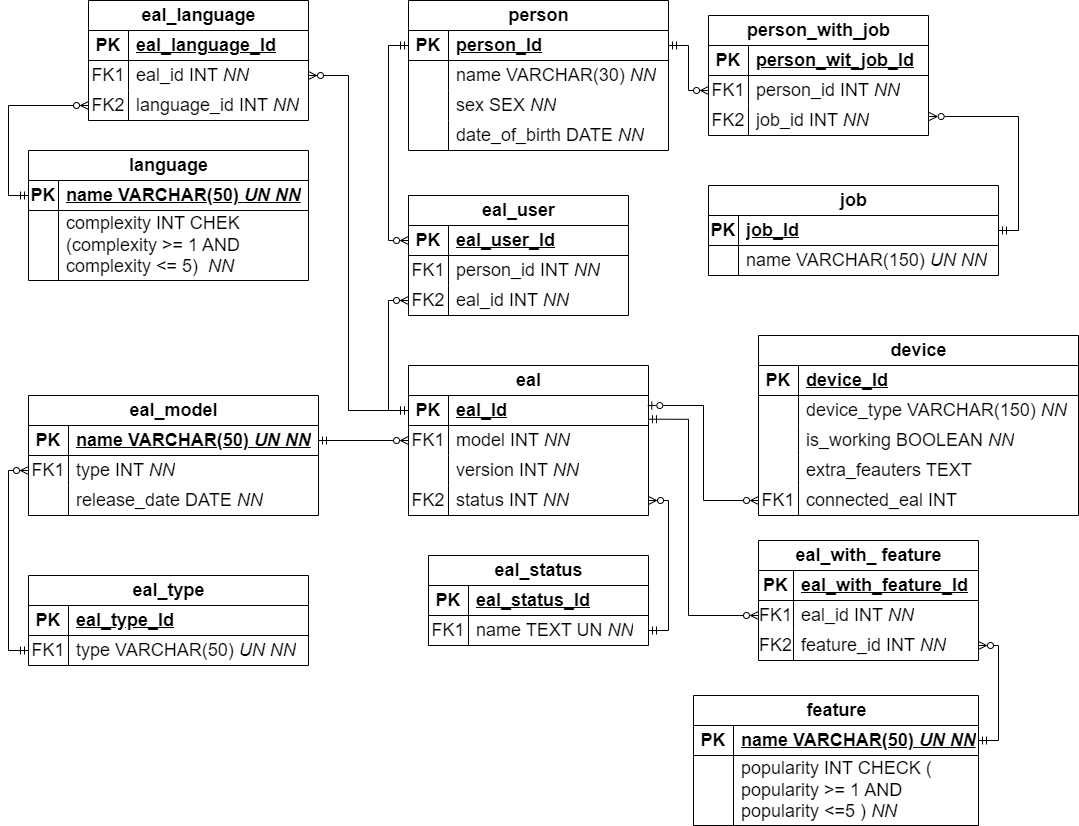 eal_language
PK eal_language_Id
FK1 eal_id INT NN
FK2 language_id INT NN
language
PK name VARCHAR(50) UN NN
complexity INT CHEK
(complexity >= 1 AND
complexity <= 5) NN
person
PK person_Id
name VARCHAR(30) NN
sex SEX NN
date_of_birth DATE NN
person_with_job
PK person_wit_job_Id
FK1 person_id INT NN
FK2 job_id INT NN
job
PK job_Id
name VARCHAR(150) UN NN
eal_user
PK eal_user_Id
FK1 person_id INT NN
FK2 eal_id INT NN
eal_model
PK name VARCHAR(50) UN NN
FK1 type INT NN
release_date DATE NN
eal
PK eal_Id
FK1 model INT NN
version INT NN
FK2 status INT NN
device
PK device_Id
device_type VARCHAR(150) NN
is_working BOOLEAN NN
extra_feauters TEXT
FK1 connected_eal INT
eal_type
PK eal_type_Id
FK1 type VARCHAR(50) UN NN
eal_status
PK eal_status_Id
FK1 name TEXT UN NN
eal_with_ feature
PK eal_with_feature_Id
FK1 eal_id INT NN
FK2 feature_id INT NN
feature
PK name VARCHAR(50) UN NN
popularity INT CHECK (
popularity >= 1 AND
popularity <=5 ) NN